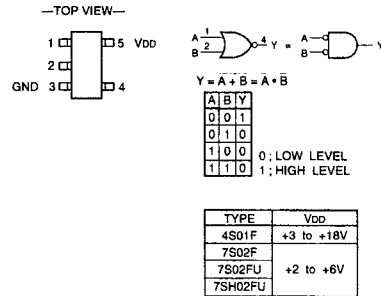 —TOP VIEW—
1 5 VDD
2
GND 3 4
A 1 4 Y = A Y
B 2 B
Y = A + B = A • B
A B Y
0 0 1
0 1 0
1 0 0
1 1 0
0 ; LOW LEVEL
1 ; HIGH LEVEL
TYPE VDD
4S01F +3 to +18V
7S02F
7S02FU +2 to +6V
7SH02FU